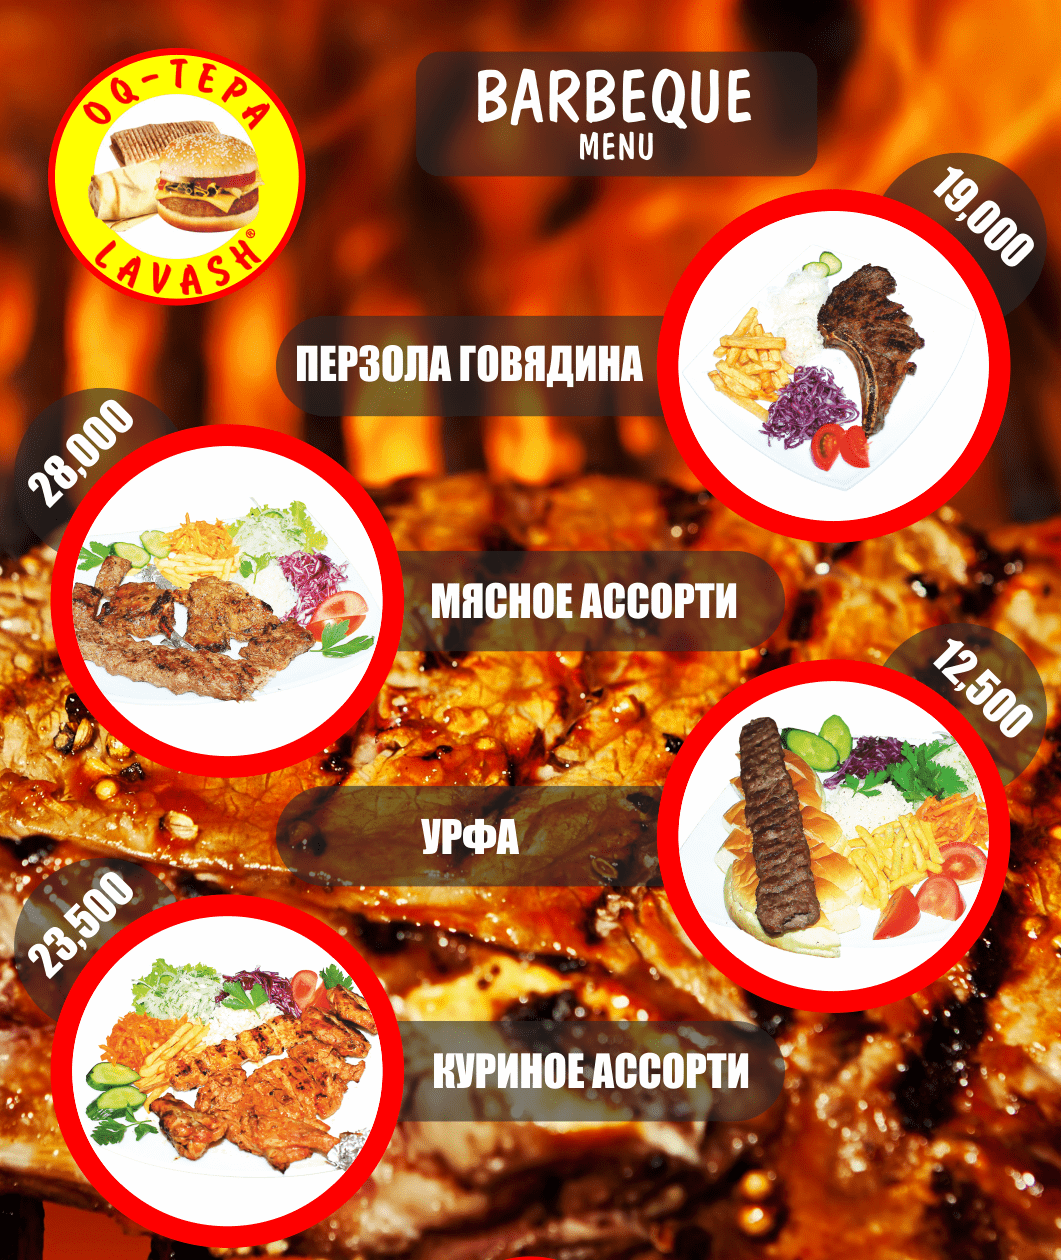 OQ-TEPA
LAVASH®
BARBEQUE
MENU
19,000
ПЕРЗОЛА ГОВЯДИНА
28,000
МЯСНОЕ АССОРТИ
12,500
УРФА
23,500
КУРИНОЕ АССОРТИ